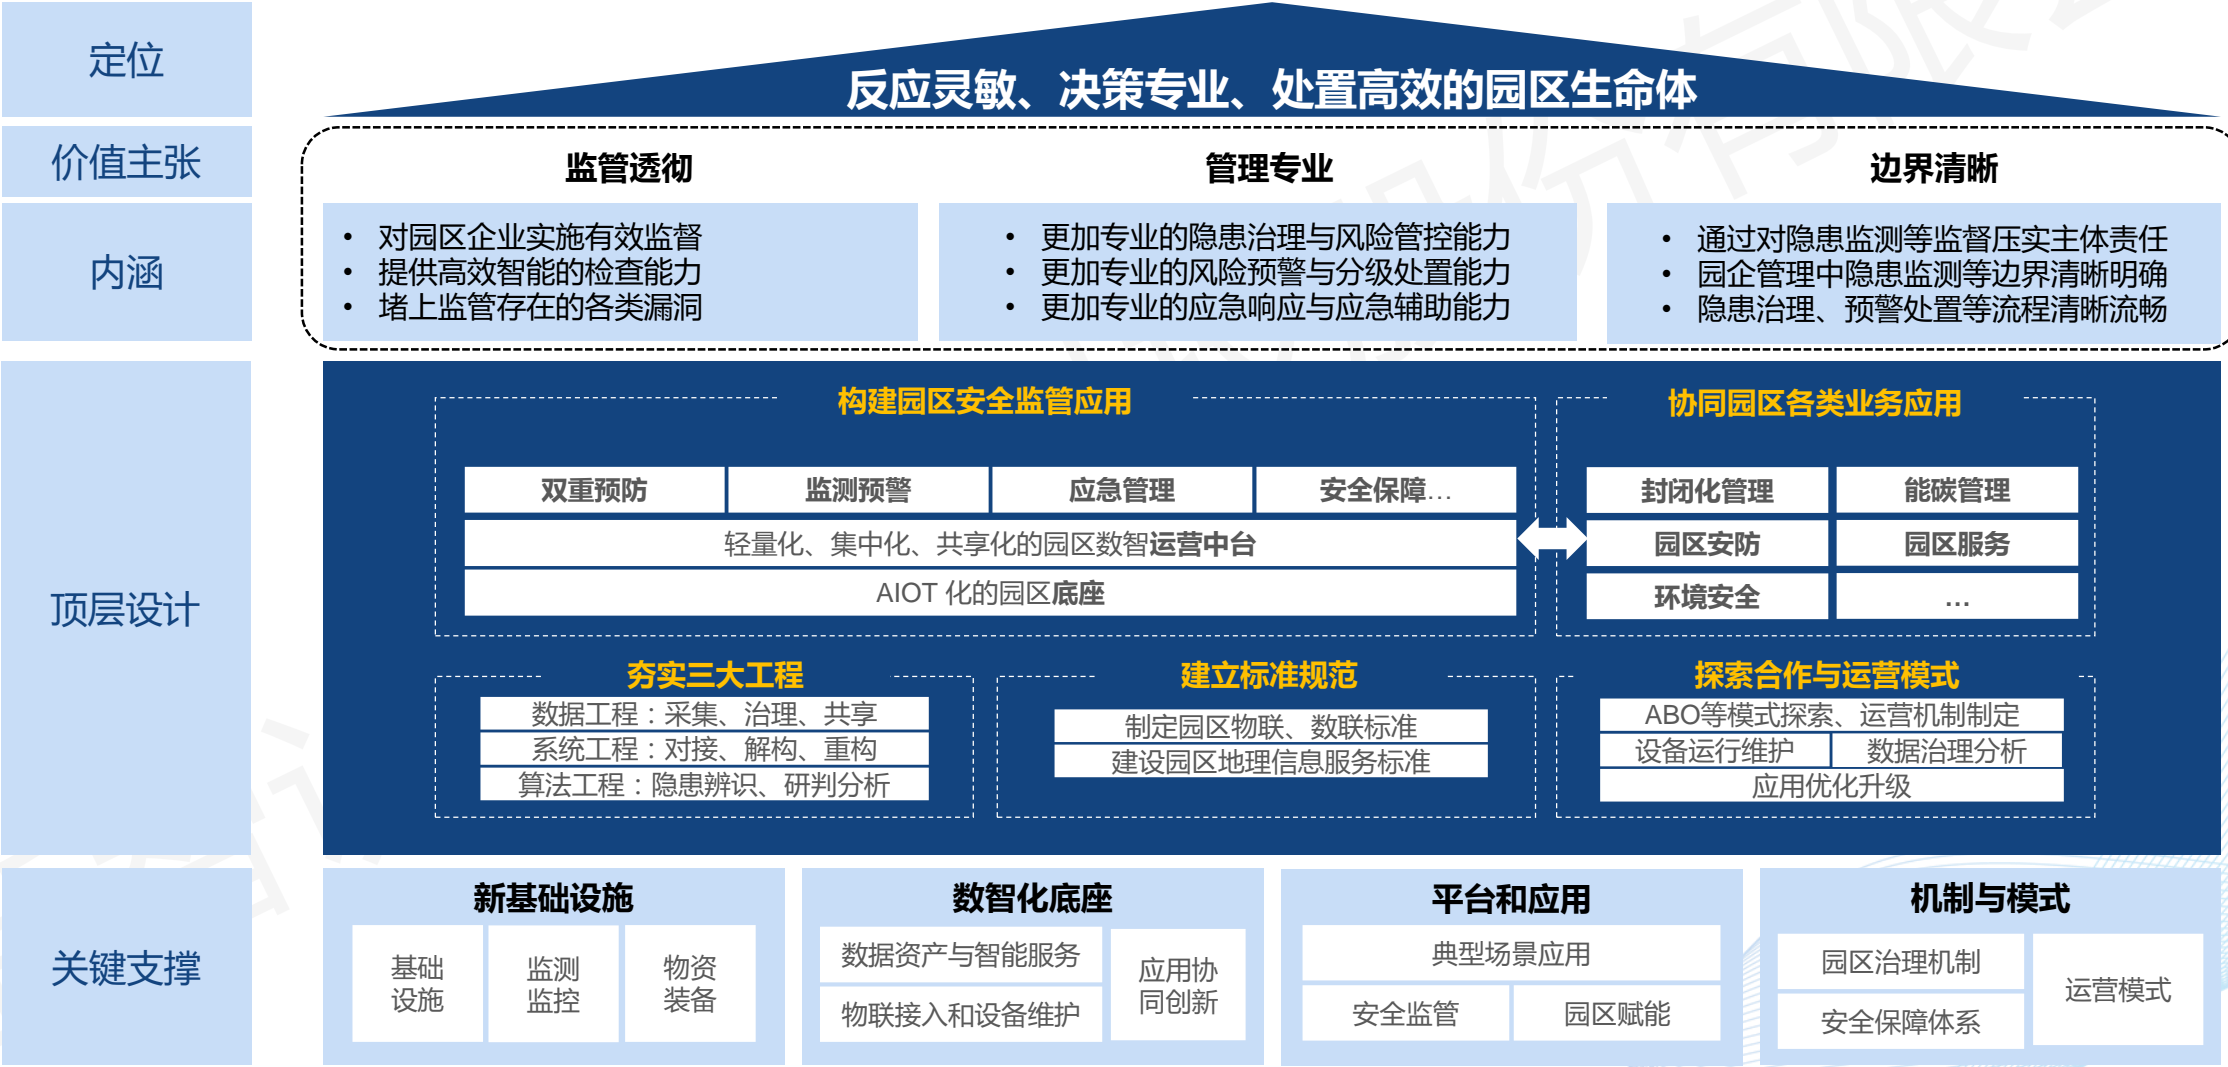 定位
反应灵敏、决策专业、处置高效的园区生命体
价值主张
监管透彻
管理专业
边界清晰
内涵
• 对园区企业实施有效监督
• 提供高效智能的检查能力
• 堵上监管存在的各类漏洞
• 更加专业的隐患治理与风险管控能力
• 更加专业的风险预警与分级处置能力
• 更加专业的应急响应与应急辅助能力
• 通过对隐患监测等监督压实主体责任
• 园企管理中隐患监测等边界清晰明确
• 隐患治理、预警处置等流程清晰流畅
顶层设计
构建园区安全监管应用
双重预防
监测预警
应急管理
安全保障...
轻量化、集中化、共享化的园区数智运营中台
AIOT 化的园区底座
协同园区各类业务应用
封闭化管理
能碳管理
园区安防
园区服务
环境安全
...
夯实三大工程
数据工程：采集、治理、共享
系统工程：对接、解构、重构
算法工程：隐患辨识、研判分析
建立标准规范
制定园区物联、数联标准
建设园区地理信息服务标准
探索合作与运营模式
ABO等模式探索、运营机制制定
设备运行维护
数据治理分析
应用优化升级
关键支撑
新基础设施
基础
设施
监测
监控
物资
装备
数智化底座
数据资产与智能服务
物联接入和设备维护
应用协
同创新
平台和应用
典型场景应用
安全监管
园区赋能
机制与模式
园区治理机制
安全保障体系
运营模式